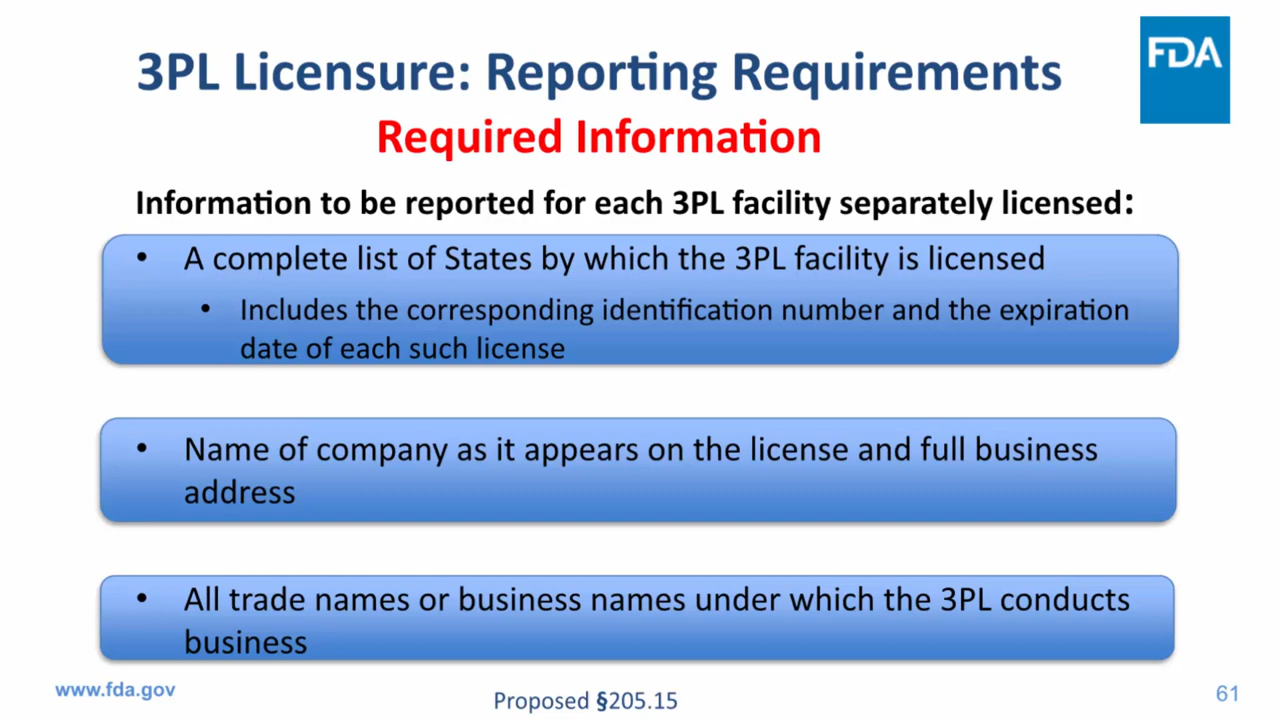 FDA
3PL Licensure: Reporting Requirements
Required Information
Information to be reported for each 3PL facility separately licensed:
• A complete list of States by which the 3PL facility is licensed
• Includes the corresponding identification number and the expiration
date of each such license
• Name of company as it appears on the license and full business
address
• All trade names or business names under which the 3PL conducts
business
www.fda.gov
Proposed §205.15
61